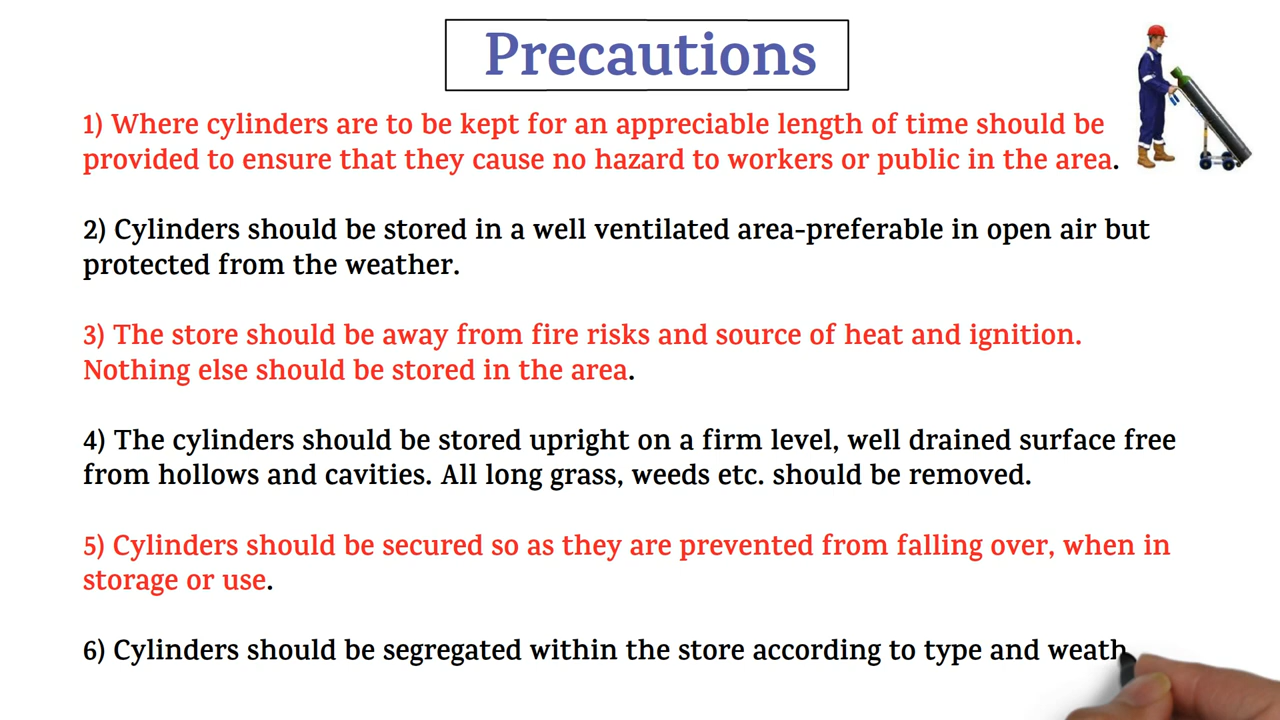 Precautions
1) Where cylinders are to be kept for an appreciable length of time should be
provided to ensure that they cause no hazard to workers or public in the area.
2) Cylinders should be stored in a well ventilated area-preferable in open air but
protected from the weather.
3) The store should be away from fire risks and source of heat and ignition.
Nothing else should be stored in the area.
4) The cylinders should be stored upright on a firm level, well drained surface free
from hollows and cavities. All long grass, weeds etc. should be removed.
5) Cylinders should be secured so as they are prevented from falling over, when in
storage or use.
6) Cylinders should be segregated within the store according to type and weath